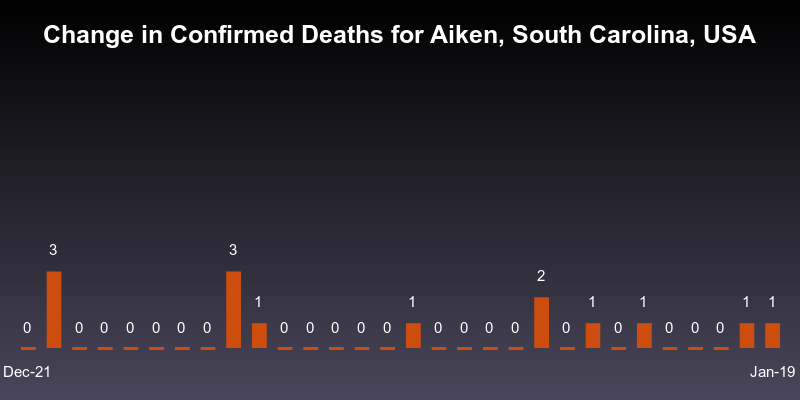 Change in Confirmed Deaths for Aiken, South Carolina, USA
0 3 0 0 0 0 0 0 3 1 0 0 0 0 0 1 0 0 0 0 2 0 1 0 1 0 0 0 1 1
Dec-21 Jan-19